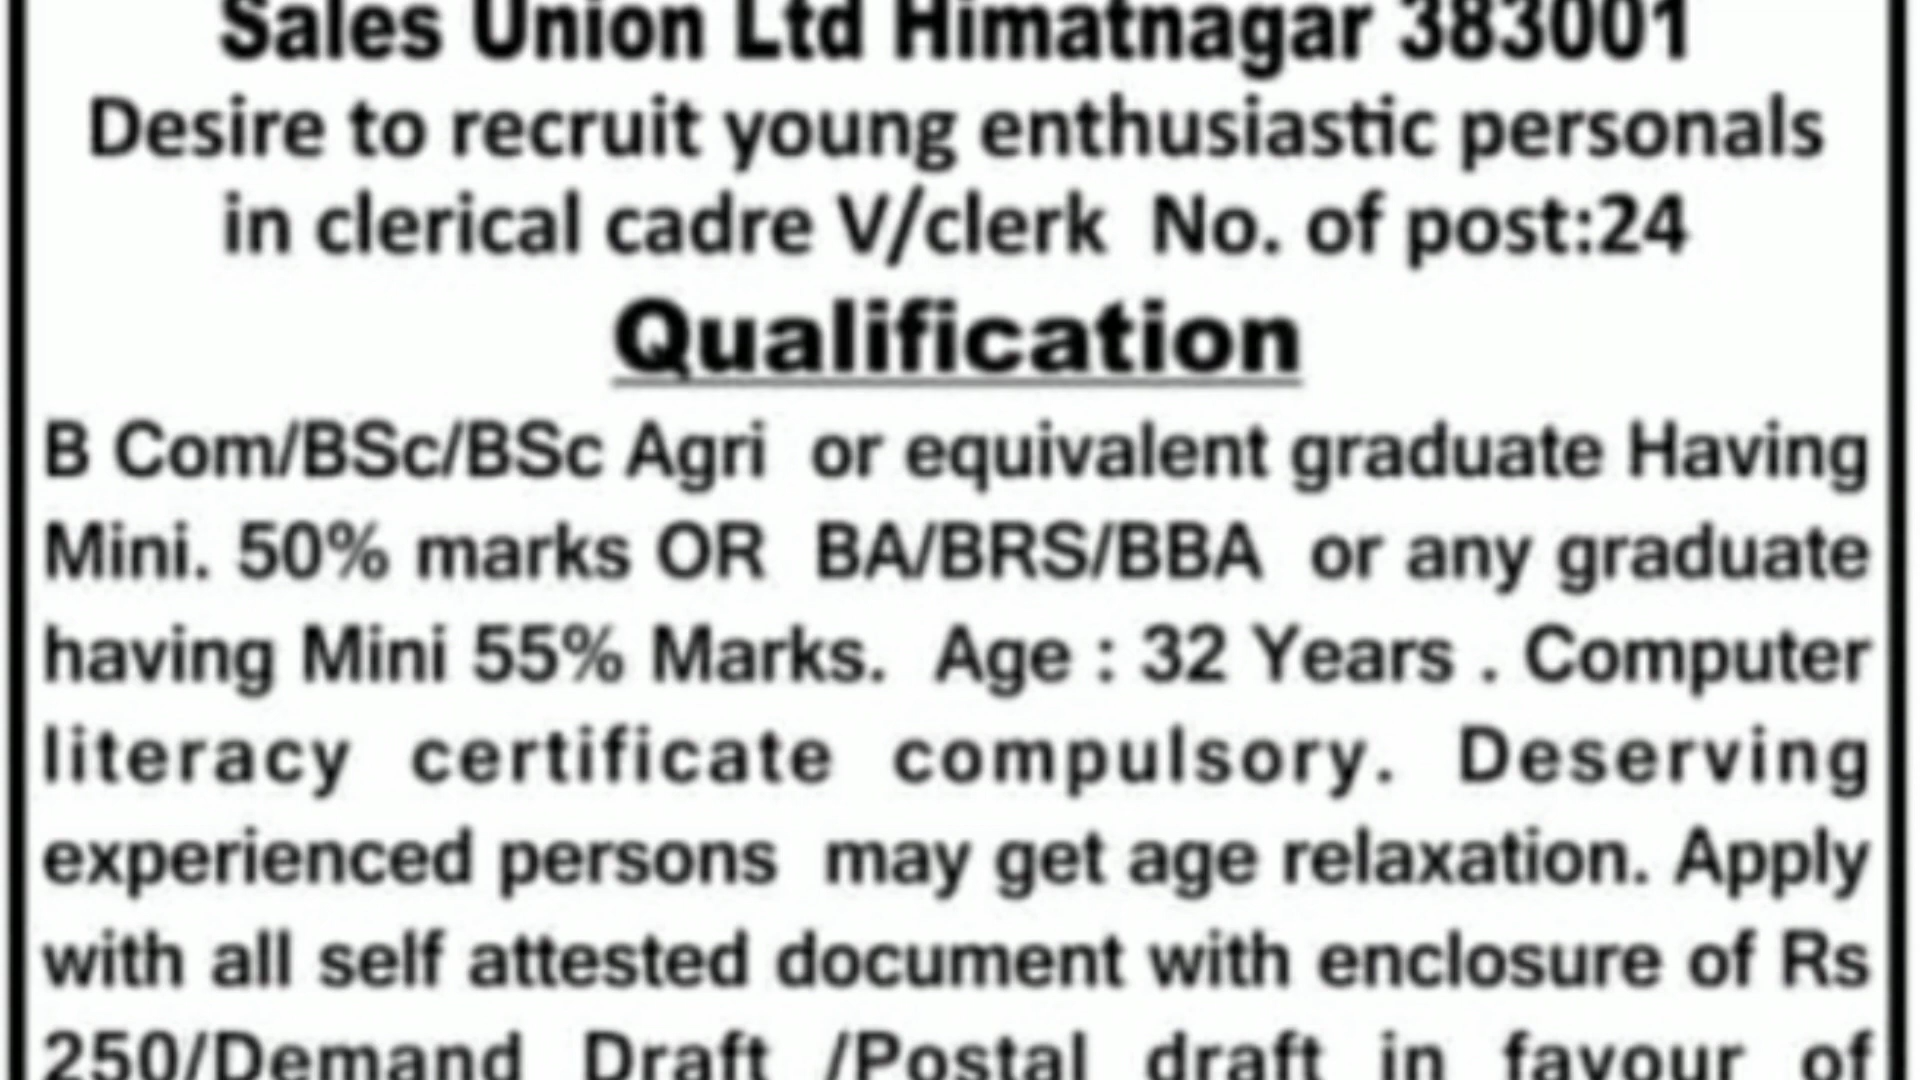 Sales Union Ltd Himatnagar 383001
Desire to recruit young enthusiastic personals
in clerical cadre V/clerk No. of post:24
Qualification
B Com/BSc/BSc Agri or equivalent graduate Having
Mini. 50% marks OR BA/BRS/BBA or any graduate
having Mini 55% Marks. Age : 32 Years . Computer
literacy certificate compulsory. Deserving
experienced persons may get age relaxation. Apply
with all self attested document with enclosure of Rs
250/Demand Draft /Postal draft in favour of